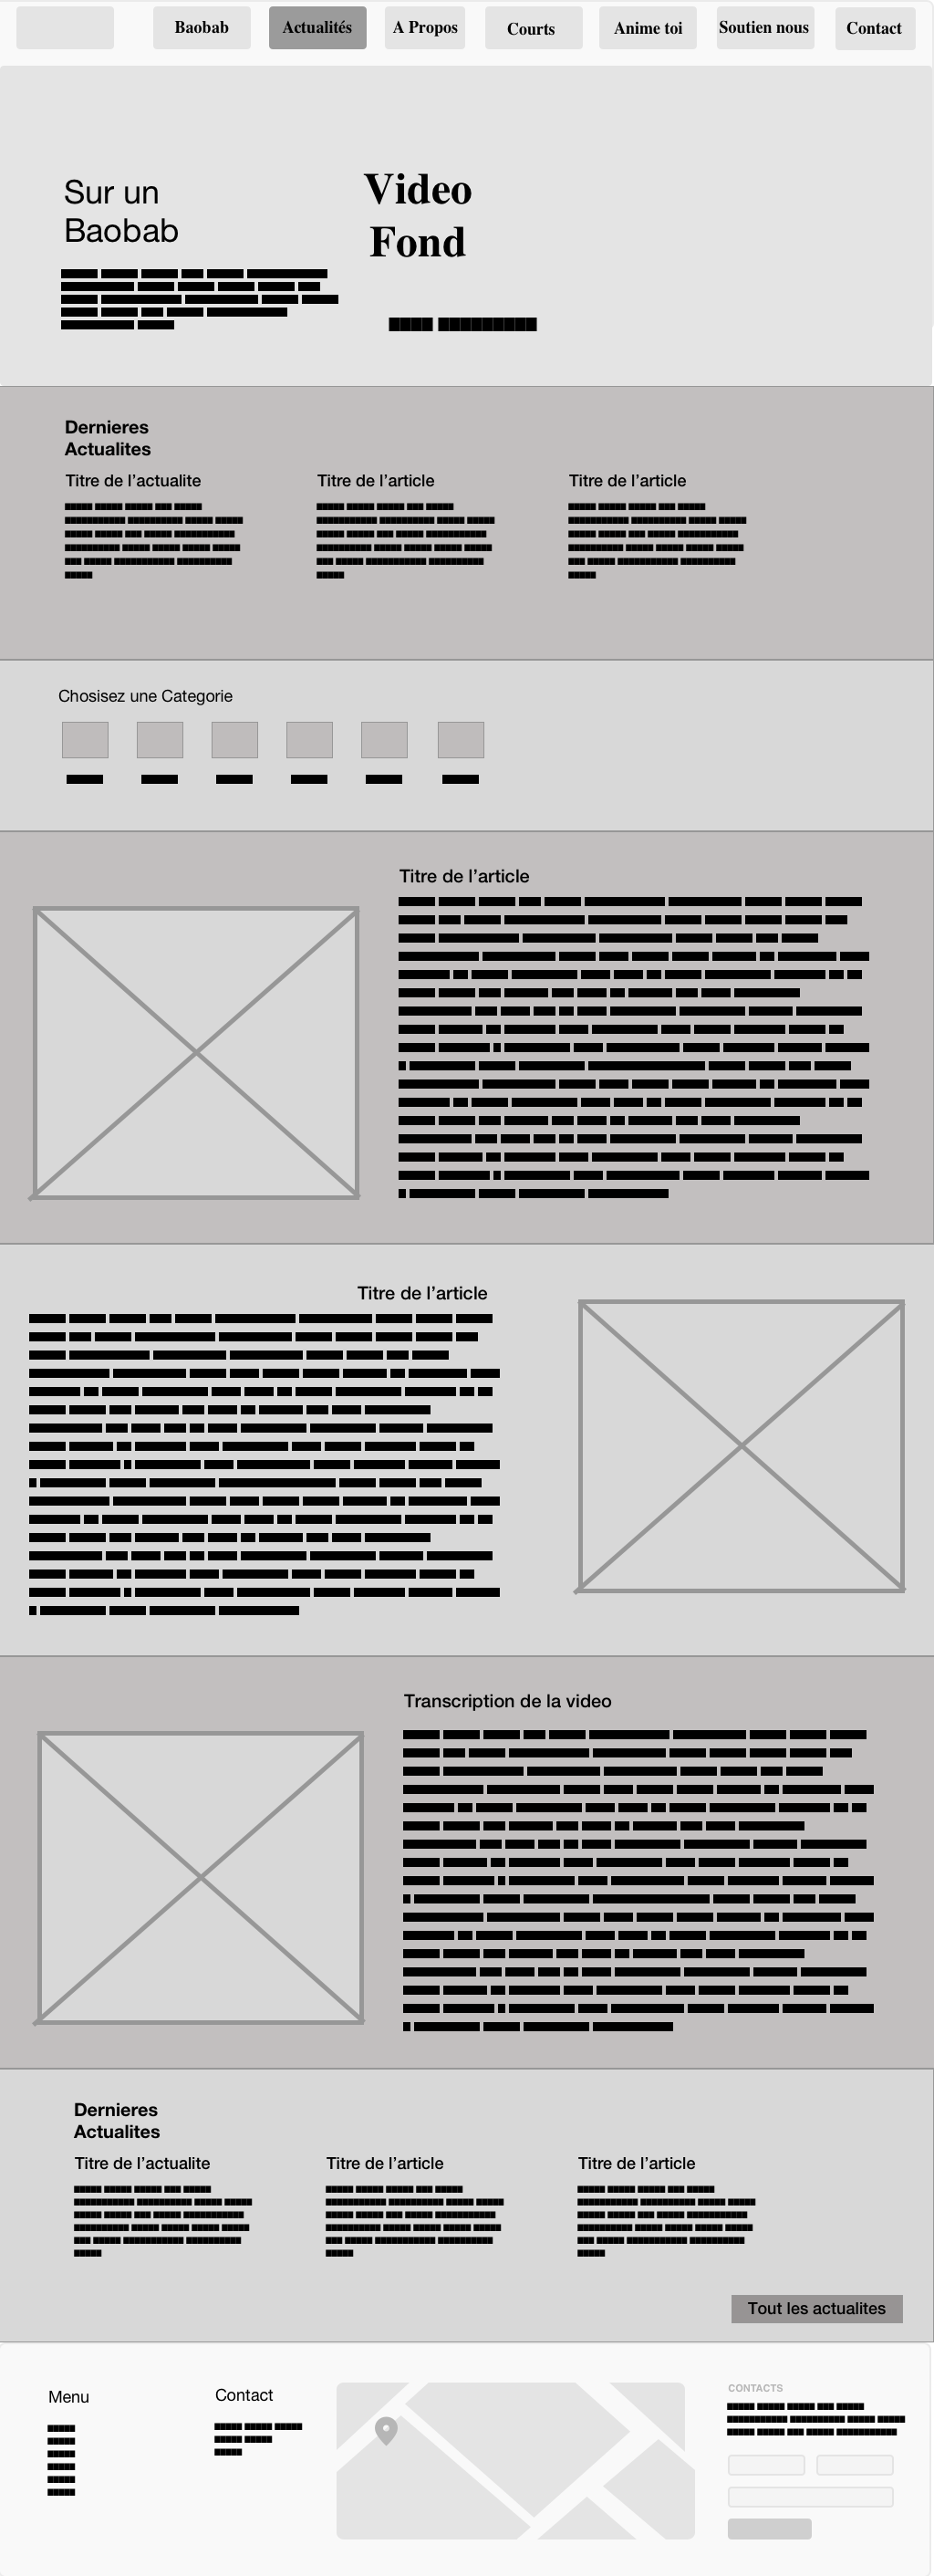 Baobab
Actualités
A Propos
Courts
Anime toi
Soutien nous
Contact
Sur un
Baobab
Video
Fond
Dernieres
Actualites
Titre de l’actualite
Titre de l’article
Titre de l’article
Chosisez une Categorie
Titre de l’article
Titre de l’article
Transcription de la video
Dernieres
Actualites
Titre de l’actualite
Titre de l’article
Titre de l’article
Tout les actualites
Menu
Contact
CONTACTS